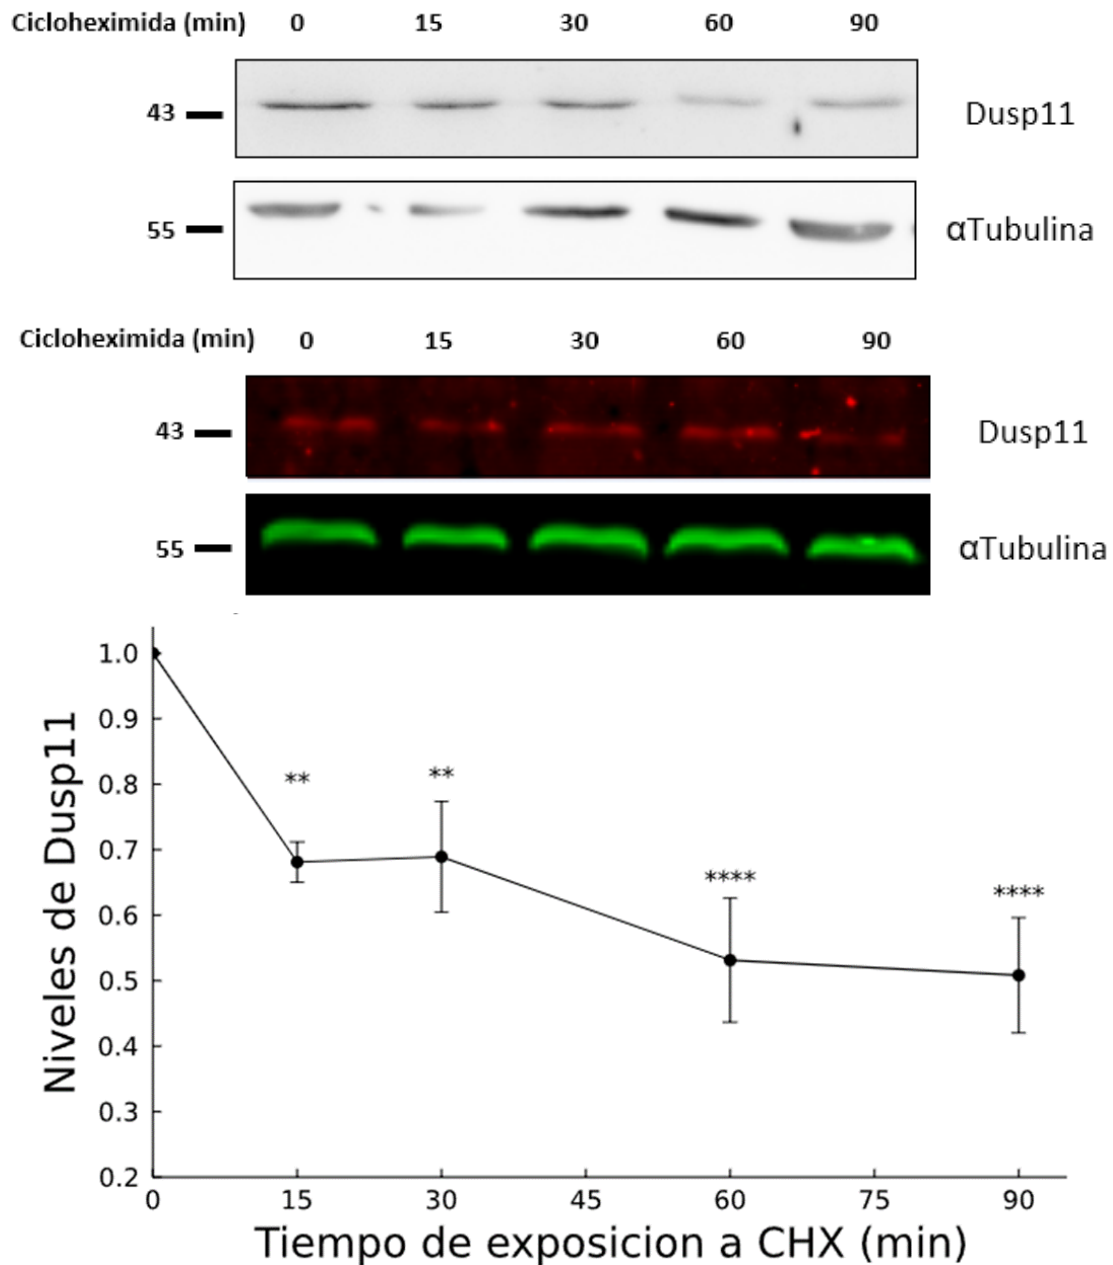 Cicloheximida (min) 0 15 30 60 90
43 Dusp11
55 αTubulina
Cicloheximida (min) 0 15 30 60 90
43 Dusp11
55 αTubulina
1.0
0.9
0.8
** **
0.7
****
****
0.6
0.5
0.4
0.3
0.2
Niveles de Dusp11
0 15 30 45 60 75 90
Tiempo de exposicion a CHX (min)